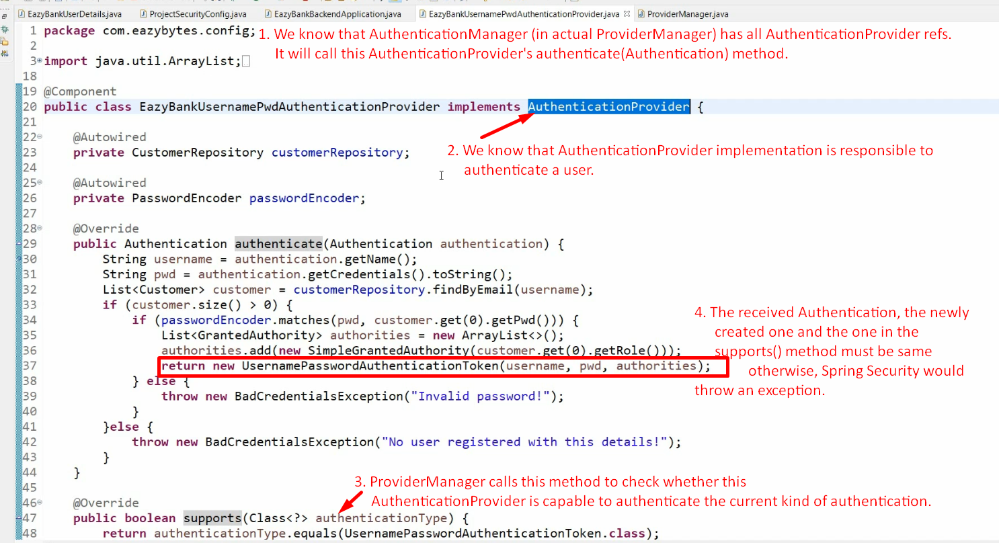 EazyBankUserDetails.java ProjectSecurityConfig.java EazyBankBackendApplication.java EazyBankUsernamePwdAuthenticationProvider.java ProviderManager.java
1 package com.eazybytes.config;
1. We know that AuthenticationManager (in actual ProviderManager) has all AuthenticationProvider refs.
2
It will call this AuthenticationProvider's authenticate(Authentication) method.
3 import java.util.ArrayList;
18
19 @Component
20 public class EazyBankUsernamePwdAuthenticationProvider implements AuthenticationProvider {
21
22 @Autowired
23 private CustomerRepository customerRepository;
2. We know that AuthenticationProvider implementation is responsible to
authenticate a user.
24
25 @Autowired
26 private PasswordEncoder passwordEncoder;
27
28 @Override
29 public Authentication authenticate(Authentication authentication) {
30 String username = authentication.getName();
31 String pwd = authentication.getCredentials().toString();
32 List<Customer> customer = customerRepository.findByEmail(username);
33 if (customer.size() > 0) {
34 if (passwordEncoder.matches(pwd, customer.get(0).getPwd())) {
35 List<GrantedAuthority> authorities = new ArrayList<>();
36 authorities.add(new SimpleGrantedAuthority(customer.get(0).getRole()));
37 return new UsernamePasswordAuthenticationToken(username, pwd, authorities);
4. The received Authentication, the newly
created one and the one in the
supports() method must be same
otherwise, Spring Security would
throw an exception.
38 } else {
39 throw new BadCredentialsException("Invalid password!");
40 }
41 }else {
42 throw new BadCredentialsException("No user registered with this details!");
43 }
44 }
45
3. ProviderManager calls this method to check whether this
AuthenticationProvider is capable to authenticate the current kind of authentication.
46 @Override
47 public boolean supports(Class<?> authenticationType) {
48 return authenticationType.equals(UsernamePasswordAuthenticationToken.class);